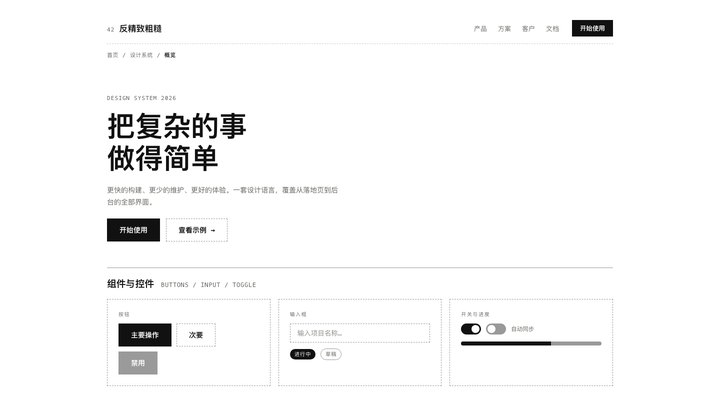 42 反精致粗糙
产品 方案 客户 文档 开始使用
首页 / 设计系统 / 概览
DESIGN SYSTEM 2026
把复杂的事
做得简单
更快的构建、更少的维护、更好的体验。一套设计语言，覆盖从落地页到后
台的全部界面。
开始使用 查看示例 →
组件与控件 BUTTONS / INPUT / TOGGLE
按钮
主要操作 次要
禁用
输入框
输入项目名称…
进行中 草稿
开关与进度
自动同步